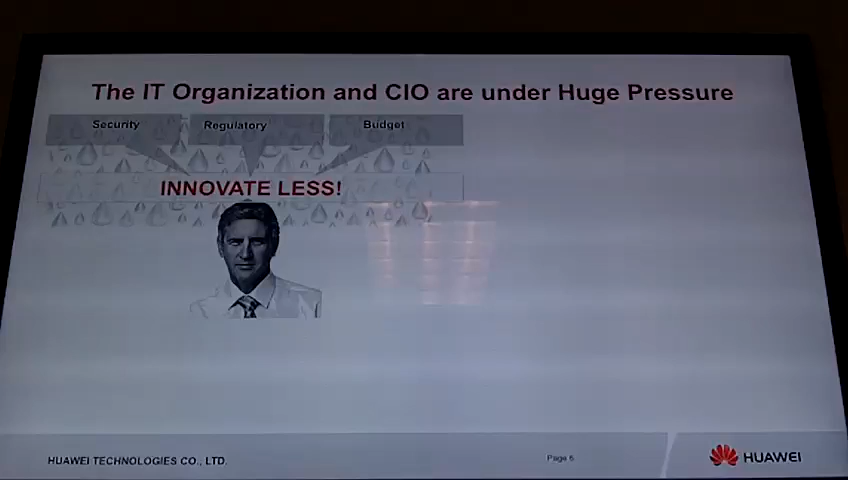 The IT Organization and CIO are under Huge Pressure
Security Regulatory Budget
INNOVATE LESS!
HUAWEI TECHNOLOGIES CO., LTD. Page 6 HUAWEI